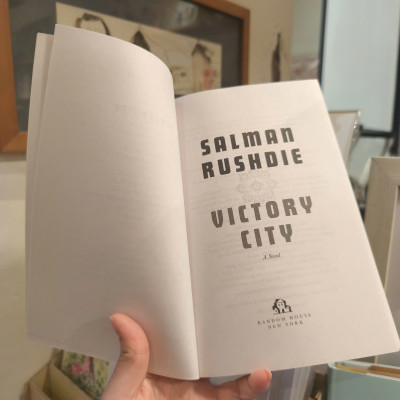 SALMAN
RUSHDIE
VICTORY
CITY
A Novel
RANDOM HOUSE
NEW YORK